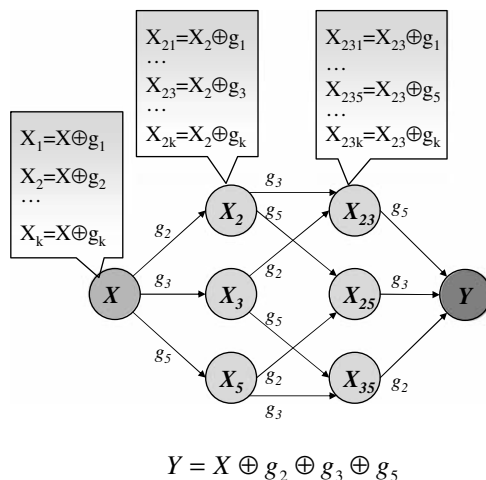 X₂₁=X₂⊕g₁
…
X₂₃=X₂⊕g₃
…
X₂ₖ=X₂⊕gₖ
X₂₃₁=X₂₃⊕g₁
…
X₂₃₅=X₂₃⊕g₅
…
X₂₃ₖ=X₂₃⊕gₖ
X₁=X⊕g₁
X₂=X⊕g₂
…
Xₖ=X⊕gₖ
g₃
X₂
X₂₃
g₂
g₅
g₅
X
g₃
X₃
g₂
X₂₅
g₃
Y
g₅
g₅
X₅
g₂
X₃₅
g₂
g₃
Y = X ⊕ g₂ ⊕ g₃ ⊕ g₅